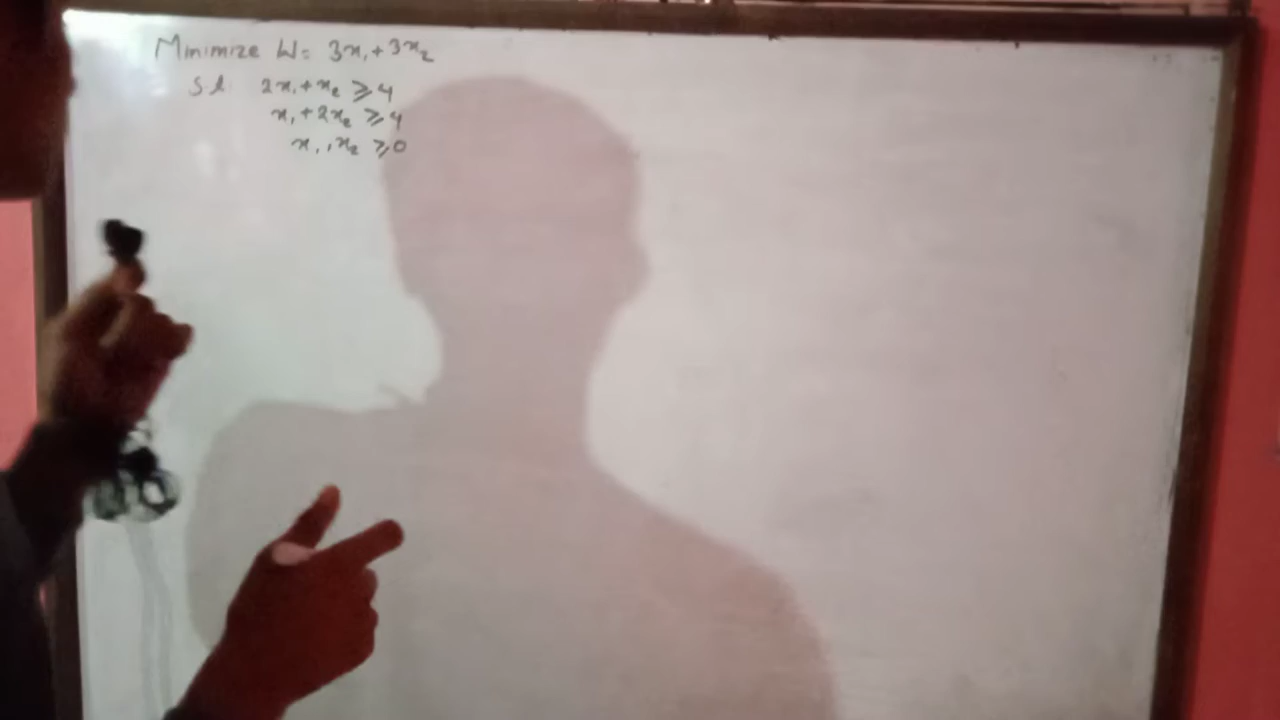 Minimize W = 3x₁ + 3x₂
S.t. 2x₁ + x₂ ⩾ 4
x₁ + 2x₂ ⩾ 4
x₁, x₂ ⩾ 0